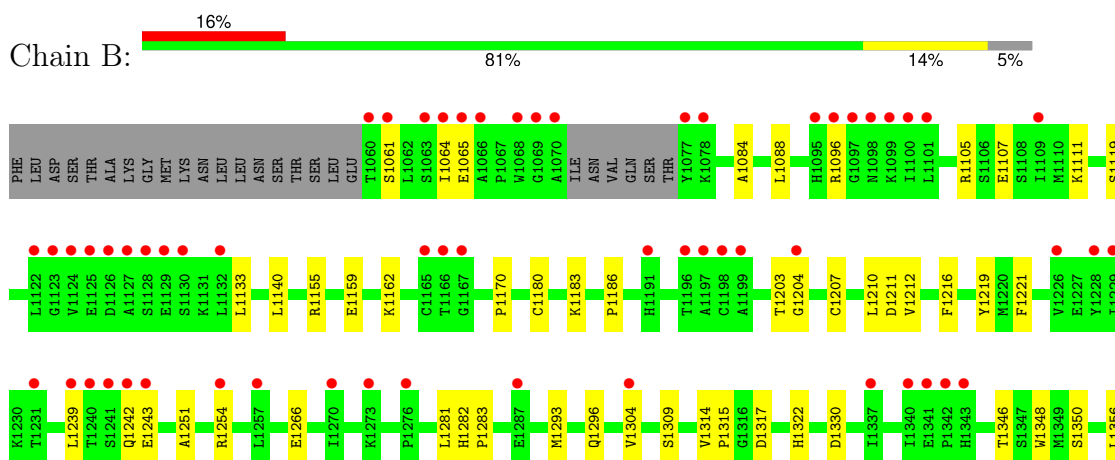 16%
Chain B:
81% 14% 5%
PHE LEU ASP SER THR ALA LYS GLY MET LYS ASN LEU LEU ASN SER THR SER LEU GLU T1060 S1061 L1062 S1063 I1064 E1065 A1066 P1067 W1068 G1069 A1070 ILE ASN VAL GLN SER THR Y1077 K1078 A1084 L1088 H1095 R1096 G1097 N1098 K1099 I1100 L1101 R1105 S1106 E1107 S1108 I1109 M1110 K1111 S1119
L1122 G1123 V1124 E1125 D1126 A1127 S1128 E1129 S1130 K1131 L1132 L1133 L1140 R1155 E1159 K1162 C1165 T1166 G1167 P1170 C1180 K1183 P1186 H1191 T1196 A1197 C1198 A1199 T1203 G1204 C1207 L1210 D1211 V1212 F1216 Y1219 M1220 F1221 V1226 E1227 Y1228
K1230 T1231 L1239 T1240 S1241 Q1242 E1243 A1251 R1254 L1257 E1266 I1270 K1273 P1276 L1281 H1282 P1283 E1287 M1293 Q1296 V1304 S1309 V1314 P1315 G1316 D1317 H1322 D1330 I1337 I1340 E1341 P1342 H1343 T1346 S1347 W1348 M1349 S1350